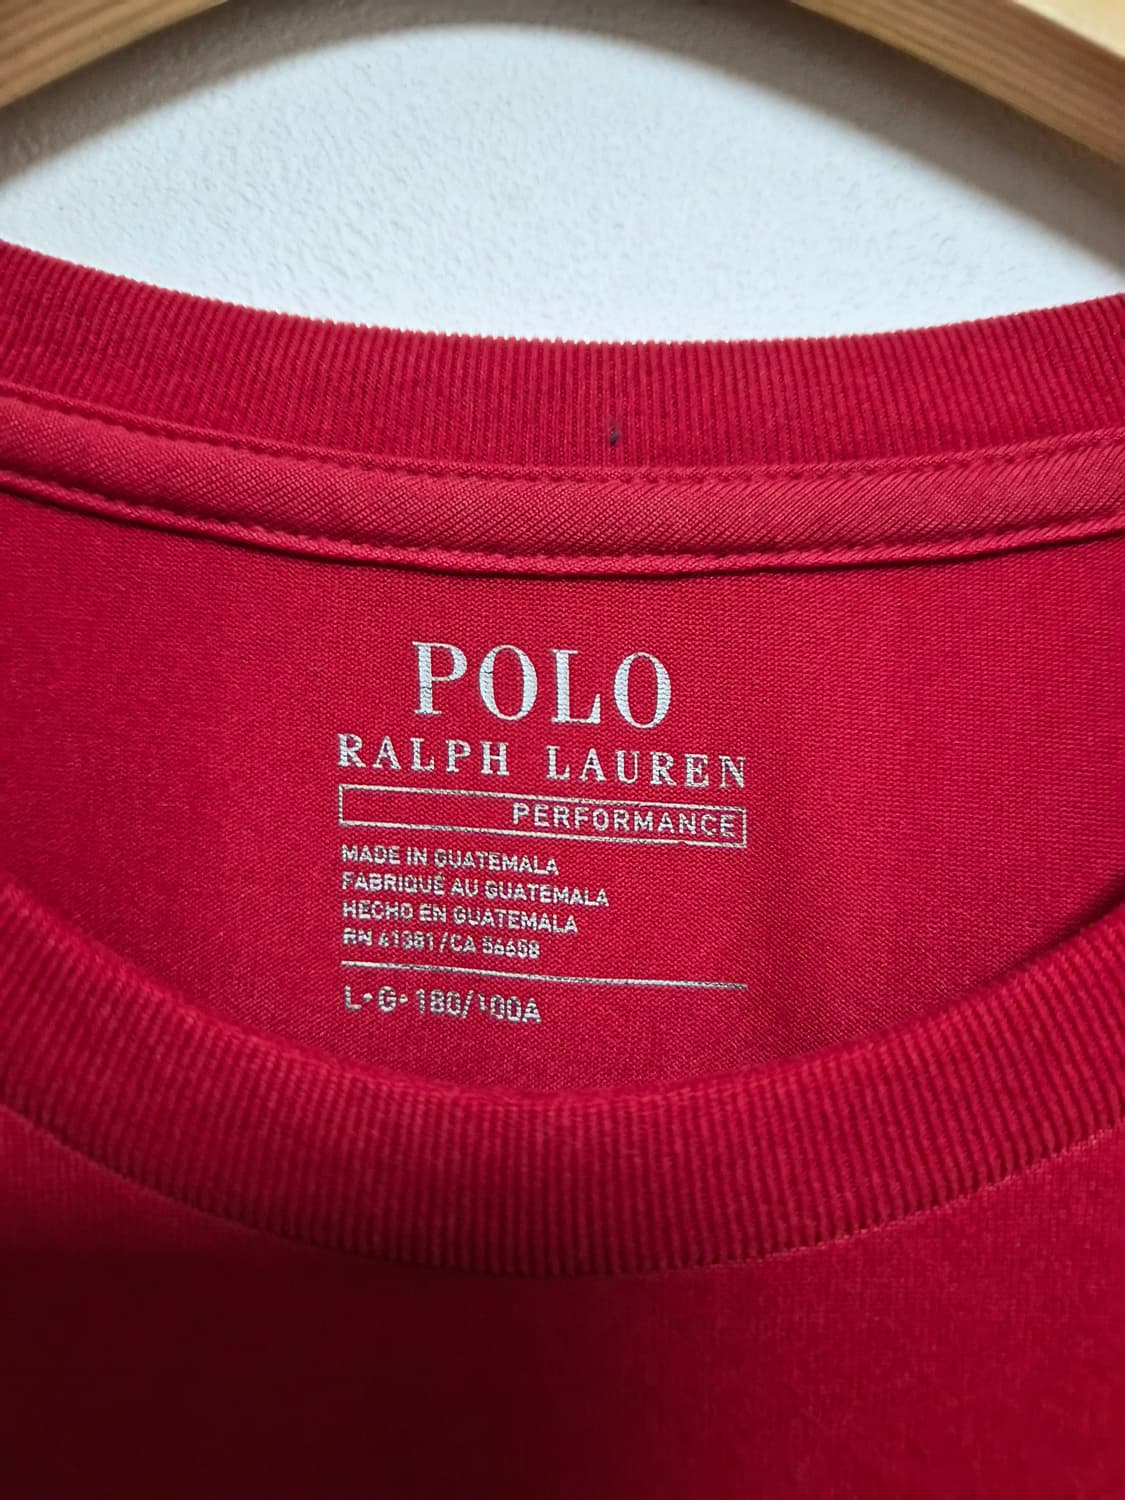 POLO
RALPH LAUREN
PERFORMANCE
MADE IN GUATEMALA
FABRIQUÉ AU GUATEMALA
HECHO EN GUATEMALA
RN 41381/CA 56658
L•G•180/100A